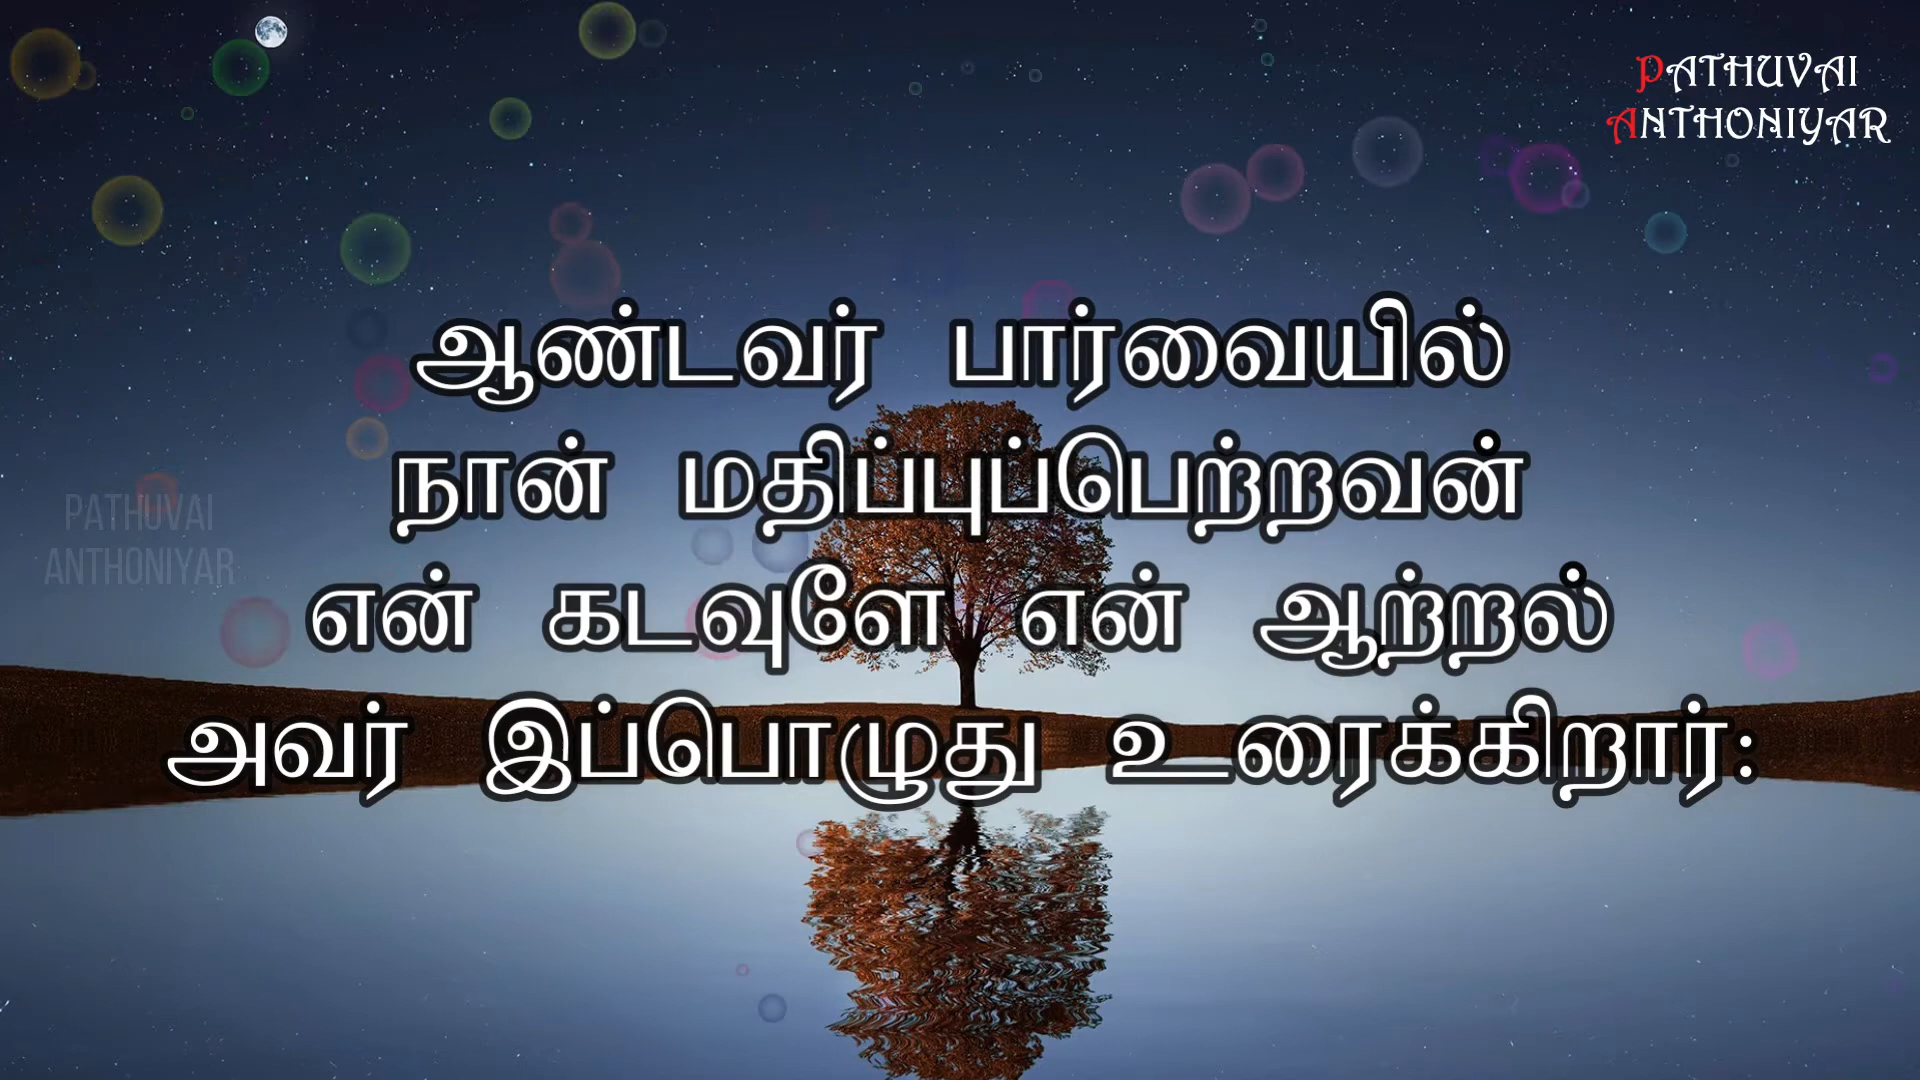 PATHUVAI
ANTHONIYAR
ஆண்டவர் பார்வையில்
நான் மதிப்புப்பெற்றவன்
என் கடவுளே என் ஆற்றல்
அவர் இப்பொழுது உரைக்கிறார்:
PATHUVAI
ANTHONIYAR